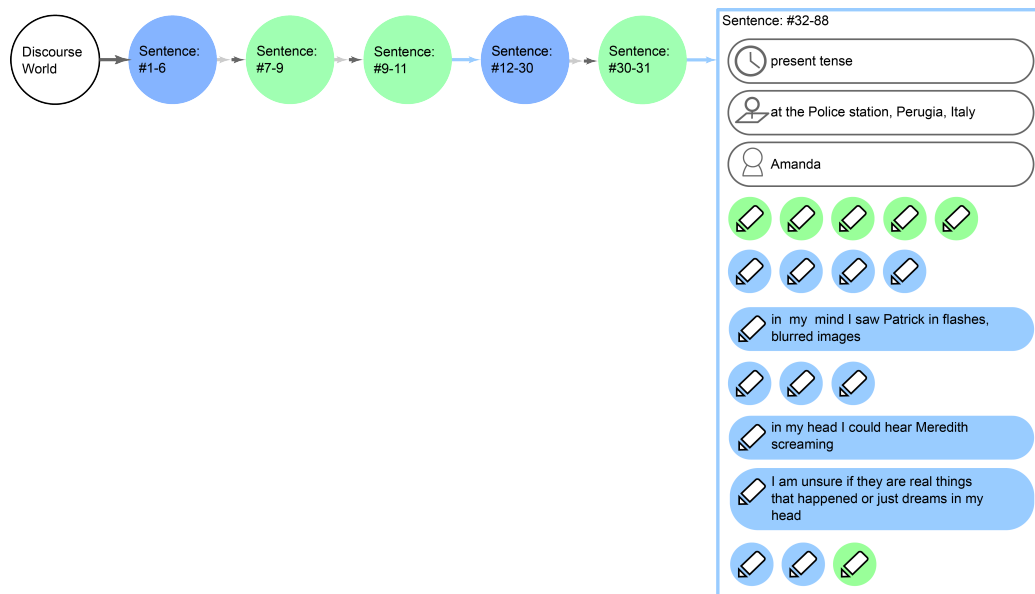 Discourse
World
Sentence:
#1-6
Sentence:
#7-9
Sentence:
#9-11
Sentence:
#12-30
Sentence:
#30-31
Sentence: #32-88
present tense
at the Police station, Perugia, Italy
Amanda
in my mind I saw Patrick in flashes,
blurred images
in my head I could hear Meredith
screaming
I am unsure if they are real things
that happened or just dreams in my
head